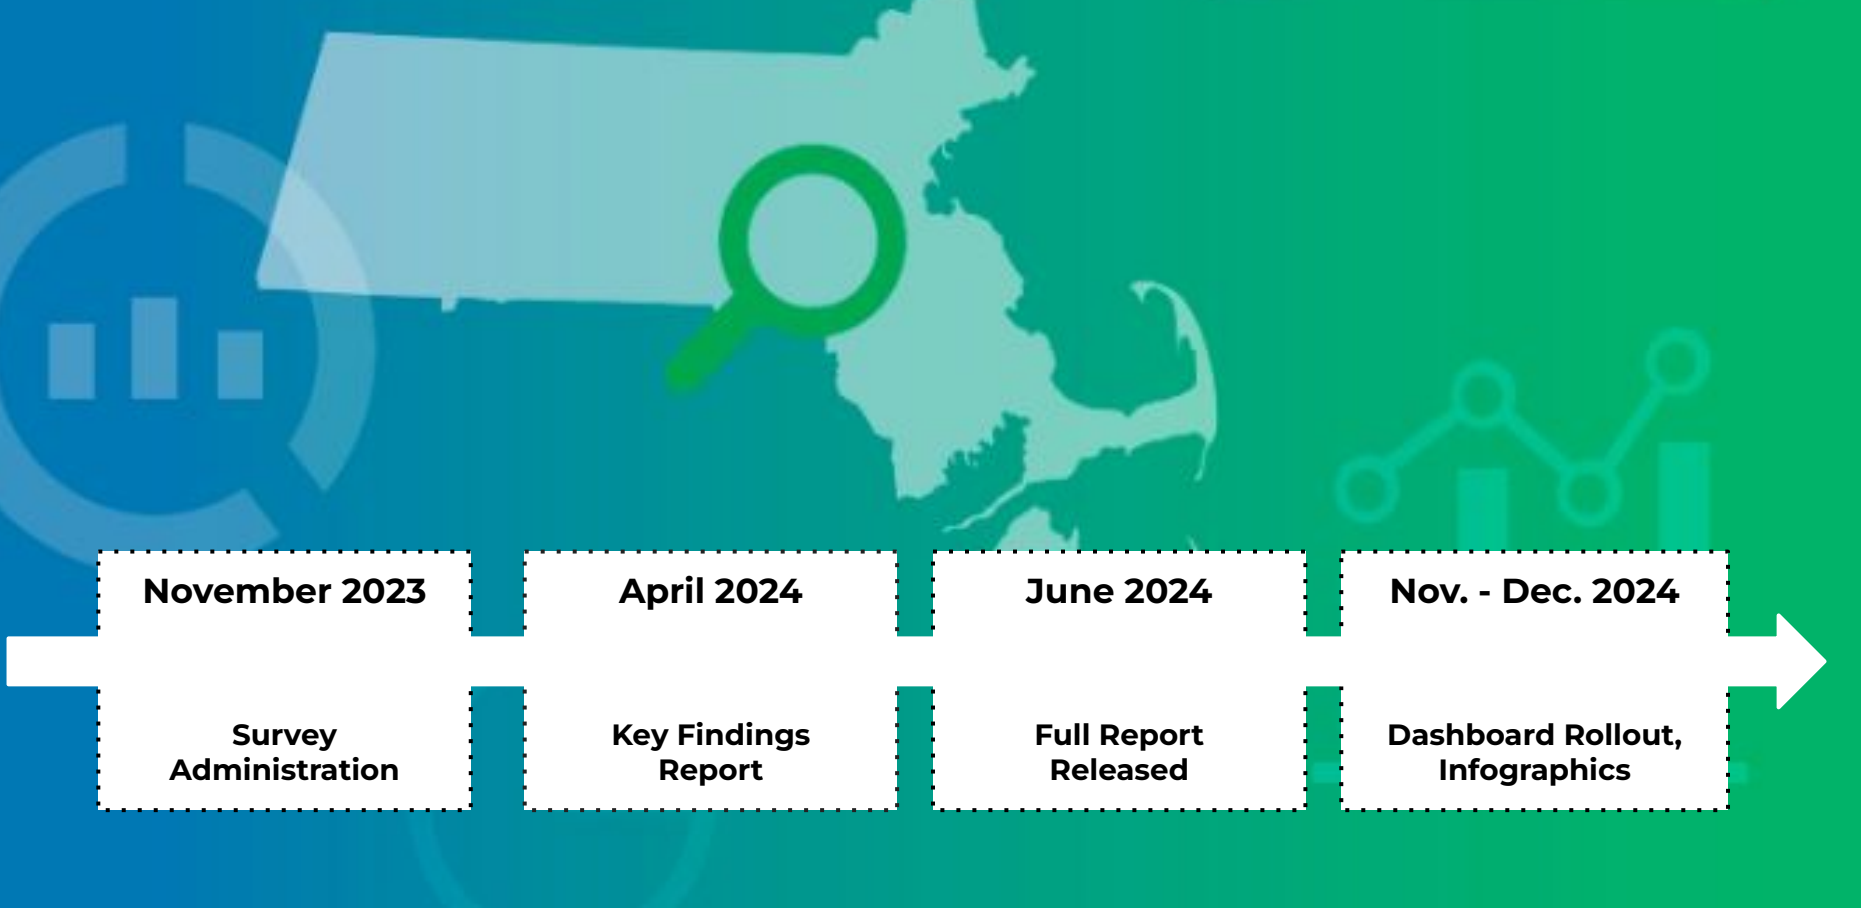 November 2023
Survey
Administration
April 2024
Key Findings
Report
June 2024
Full Report
Released
Nov. - Dec. 2024
Dashboard Rollout,
Infographics